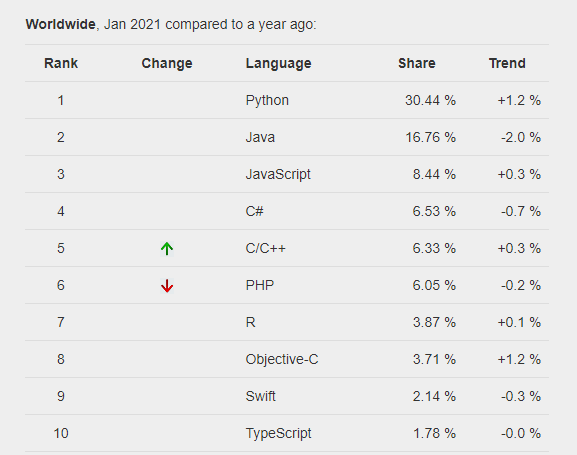 Worldwide, Jan 2021 compared to a year ago:
Rank Change Language Share Trend
1 Python 30.44 % +1.2 %
2 Java 16.76 % -2.0 %
3 JavaScript 8.44 % +0.3 %
4 C# 6.53 % -0.7 %
5 C/C++ 6.33 % +0.3 %
6 PHP 6.05 % -0.2 %
7 R 3.87 % +0.1 %
8 Objective-C 3.71 % +1.2 %
9 Swift 2.14 % -0.3 %
10 TypeScript 1.78 % -0.0 %